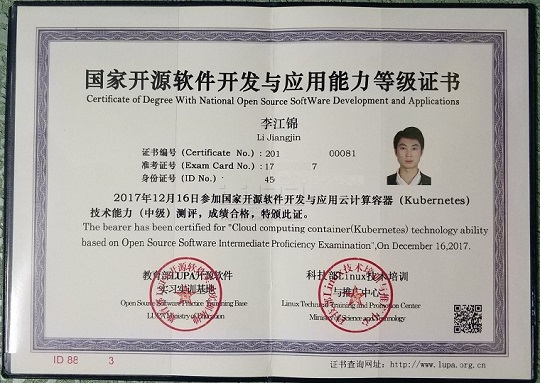 国家开源软件开发与应用能力等级证书
Certificate of Degree With National Open Source SoftWare Development and Applications
李江锦
Li Jiangjin
证书编号 (Certificate No.) : 201 00081
准考证号 (Exam Card No.) : 17 7
身份证号 (ID No.) : 45
2017年12月16日参加国家开源软件开发与应用云计算容器 (Kubernetes)
技术能力 (中级) 测评，成绩合格，特颁此证。
The bearer has been certified for "Cloud computing container(Kubernetes) technology ability
based on Open Source Software Intermediate Proficiency Examination",On December 16,2017.
教育部LUPA开源软件
实习实训基地
Open Source Software Practice Training Base
LUPA Ministry of Education
科技部Linux技术培训
与推广中心
Linux Technical Training and Promotion Center
Ministry of Science and Technology
ID 88 3
证书查询网址: http://www.lupa.org.cn